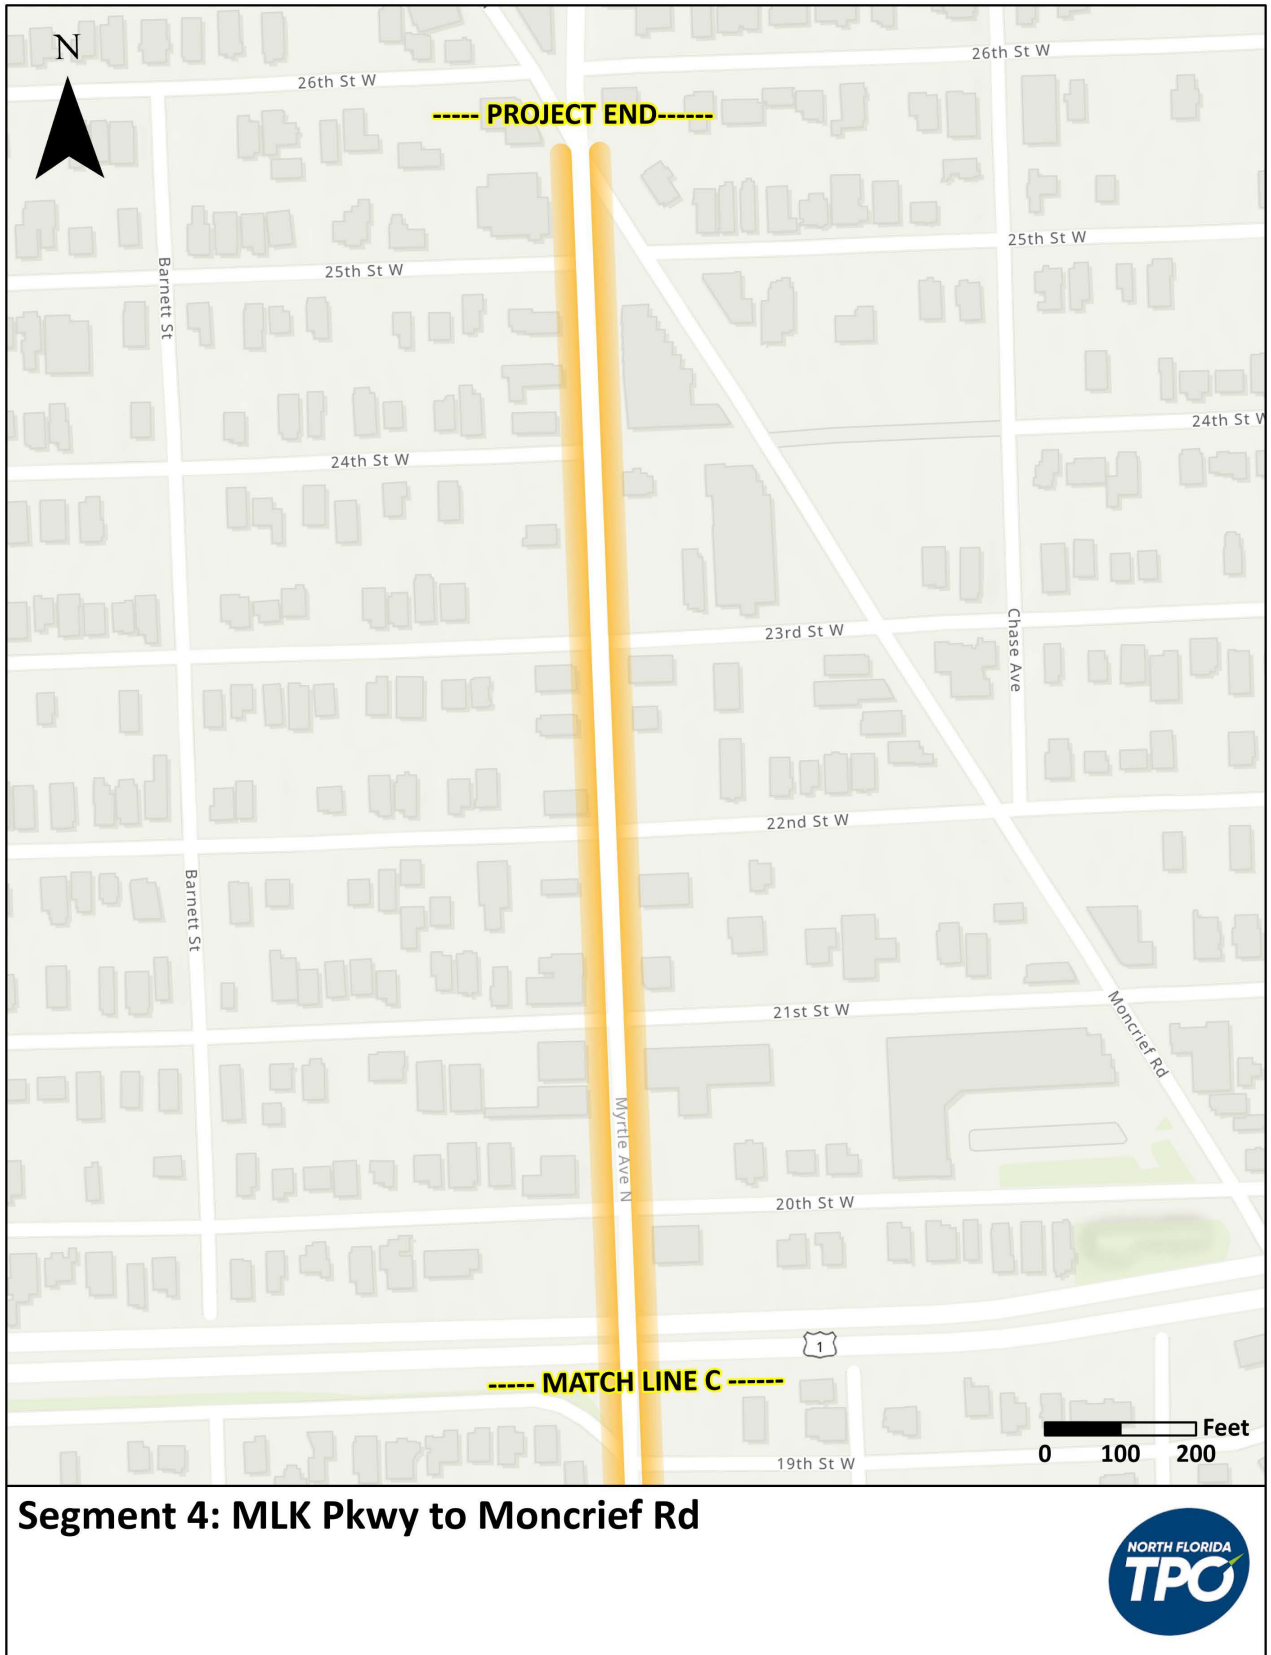 N
26th St W
26th St W
----- PROJECT END------
25th St W
25th St W
Barnett St
24th St W
24th St W
23rd St W
Chase Ave
22nd St W
Barnett St
21st St W
Moncrief Rd
Myrtle Ave N
20th St W
1
----- MATCH LINE C ------
Feet
0 100 200
19th St W
Segment 4: MLK Pkwy to Moncrief Rd
NORTH FLORIDA
TPO